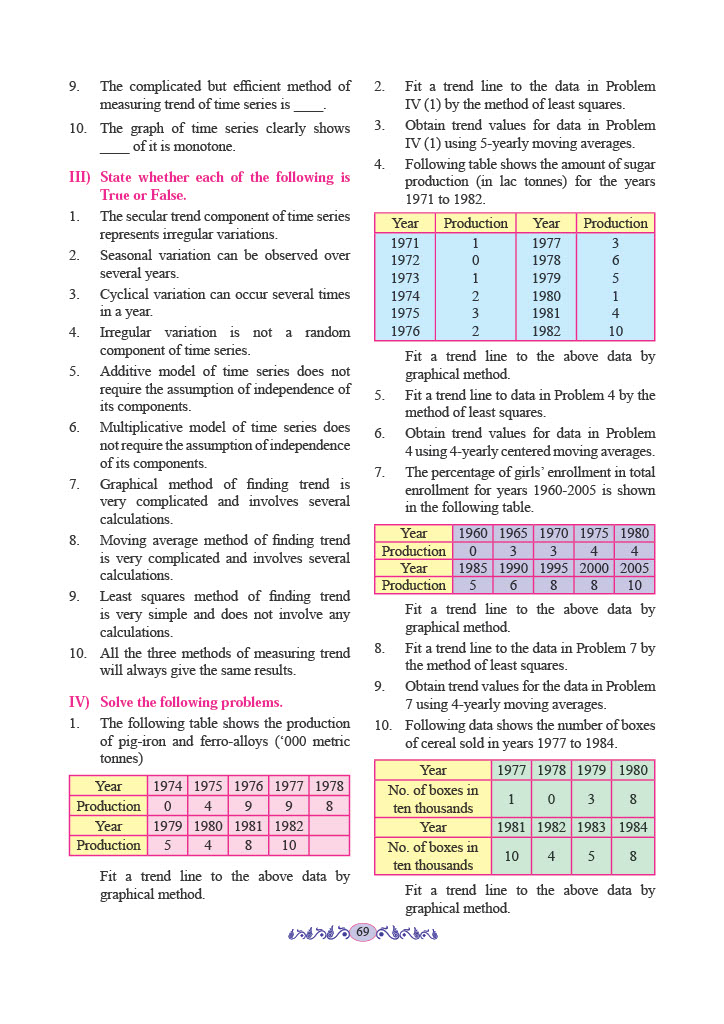 9. The complicated but efficient method of
measuring trend of time series is ____.
10. The graph of time series clearly shows
____ of it is monotone.
III) State whether each of the following is
True or False.
1. The secular trend component of time series
represents irregular variations.
2. Seasonal variation can be observed over
several years.
3. Cyclical variation can occur several times
in a year.
4. Irregular variation is not a random
component of time series.
5. Additive model of time series does not
require the assumption of independence of
its components.
6. Multiplicative model of time series does
not require the assumption of independence
of its components.
7. Graphical method of finding trend is
very complicated and involves several
calculations.
8. Moving average method of finding trend
is very complicated and involves several
calculations.
9. Least squares method of finding trend
is very simple and does not involve any
calculations.
10. All the three methods of measuring trend
will always give the same results.
IV) Solve the following problems.
1. The following table shows the production
of pig-iron and ferro-alloys (‘000 metric
tonnes)
Year 1974 1975 1976 1977 1978
Production 0 4 9 9 8
Year 1979 1980 1981 1982
Production 5 4 8 10
Fit a trend line to the above data by
graphical method.
2. Fit a trend line to the data in Problem
IV (1) by the method of least squares.
3. Obtain trend values for data in Problem
IV (1) using 5-yearly moving averages.
4. Following table shows the amount of sugar
production (in lac tonnes) for the years
1971 to 1982.
Year Production Year Production
1971 1 1977 3
1972 0 1978 6
1973 1 1979 5
1974 2 1980 1
1975 3 1981 4
1976 2 1982 10
Fit a trend line to the above data by
graphical method.
5. Fit a trend line to data in Problem 4 by the
method of least squares.
6. Obtain trend values for data in Problem
4 using 4-yearly centered moving averages.
7. The percentage of girls’ enrollment in total
enrollment for years 1960-2005 is shown
in the following table.
Year 1960 1965 1970 1975 1980
Production 0 3 3 4 4
Year 1985 1990 1995 2000 2005
Production 5 6 8 8 10
Fit a trend line to the above data by
graphical method.
8. Fit a trend line to the data in Problem 7 by
the method of least squares.
9. Obtain trend values for the data in Problem
7 using 4-yearly moving averages.
10. Following data shows the number of boxes
of cereal sold in years 1977 to 1984.
Year 1977 1978 1979 1980
No. of boxes in
ten thousands 1 0 3 8
Year 1981 1982 1983 1984
No. of boxes in
ten thousands 10 4 5 8
Fit a trend line to the above data by
graphical method.
69